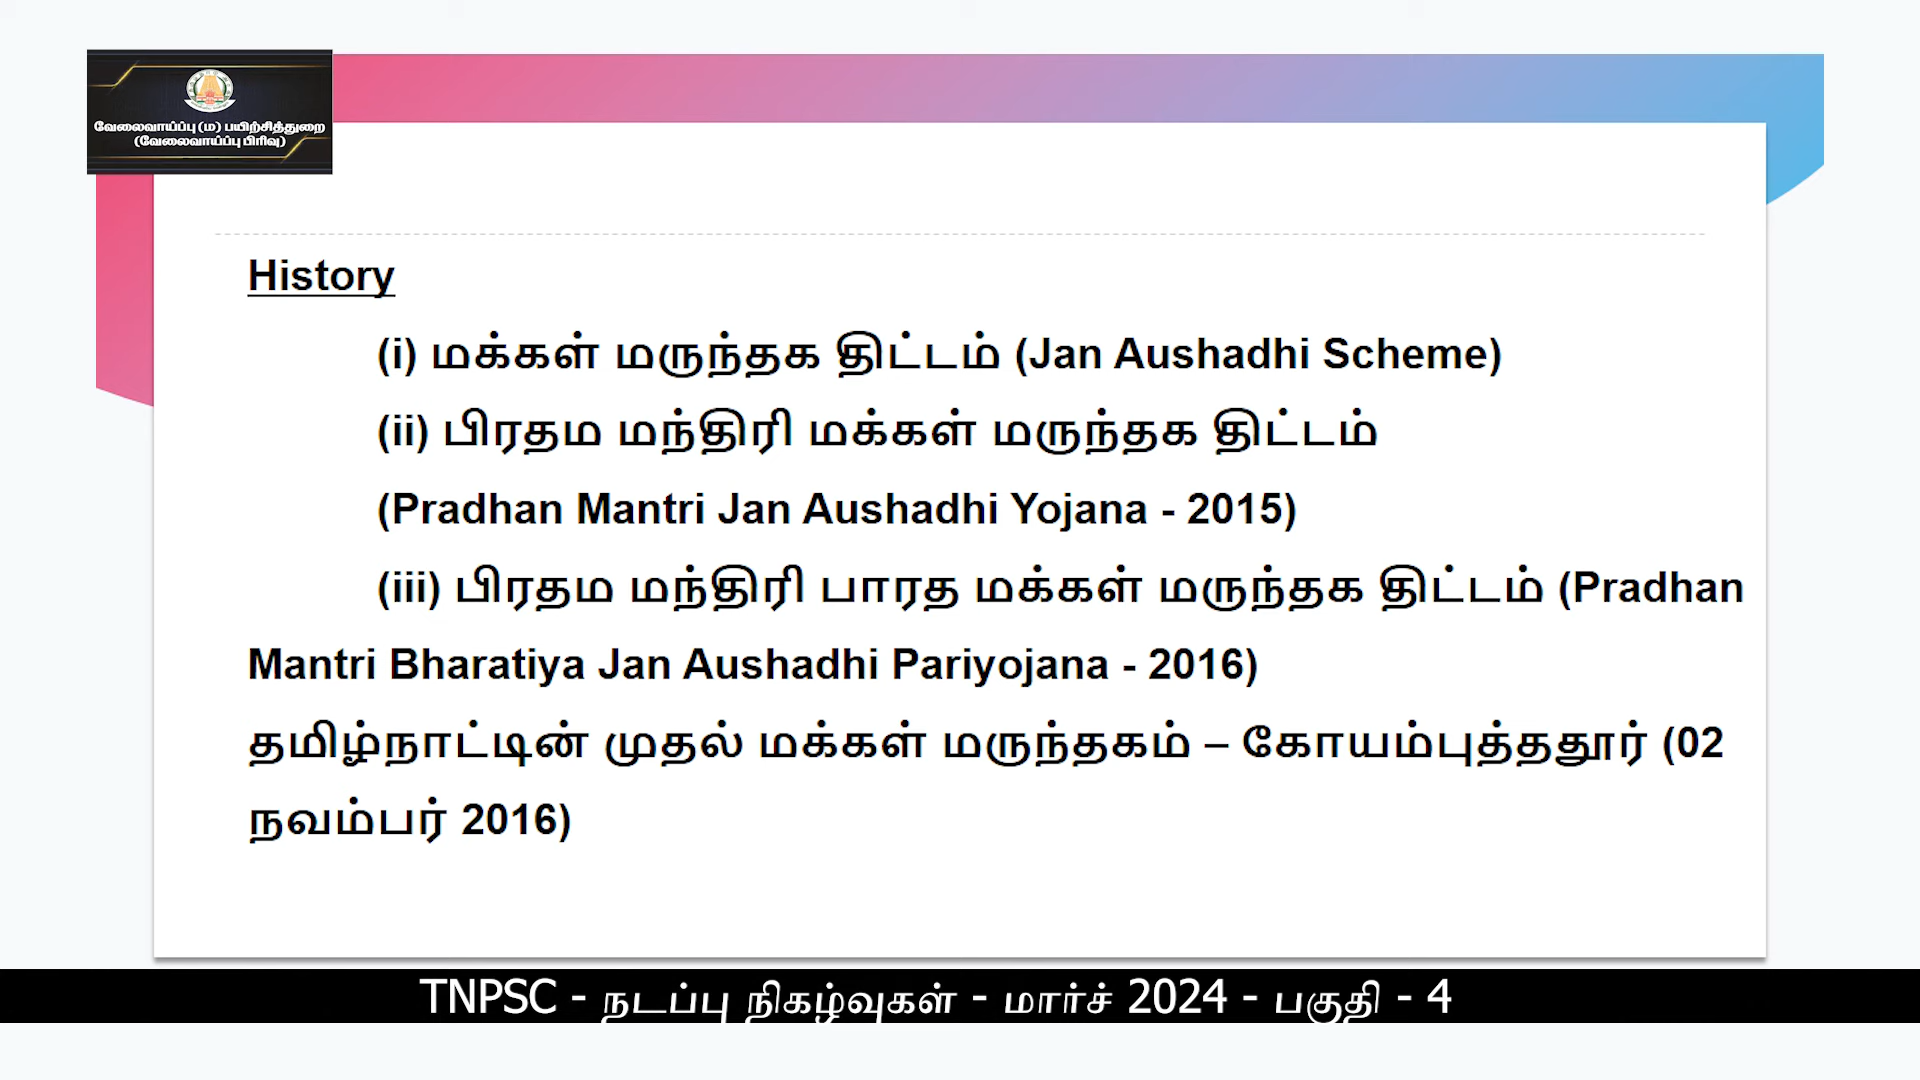 வேலைவாய்ப்பு (ம) பயிற்சித்துறை
(வேலைவாய்ப்பு பிரிவு)
History
(i) மக்கள் மருந்தக திட்டம் (Jan Aushadhi Scheme)
(ii) பிரதம மந்திரி மக்கள் மருந்தக திட்டம்
(Pradhan Mantri Jan Aushadhi Yojana - 2015)
(iii) பிரதம மந்திரி பாரத மக்கள் மருந்தக திட்டம் (Pradhan
Mantri Bharatiya Jan Aushadhi Pariyojana - 2016)
தமிழ்நாட்டின் முதல் மக்கள் மருந்தகம் – கோயம்புத்ததூர் (02
நவம்பர் 2016)
TNPSC - நடப்பு நிகழ்வுகள் - மார்ச் 2024 - பகுதி - 4